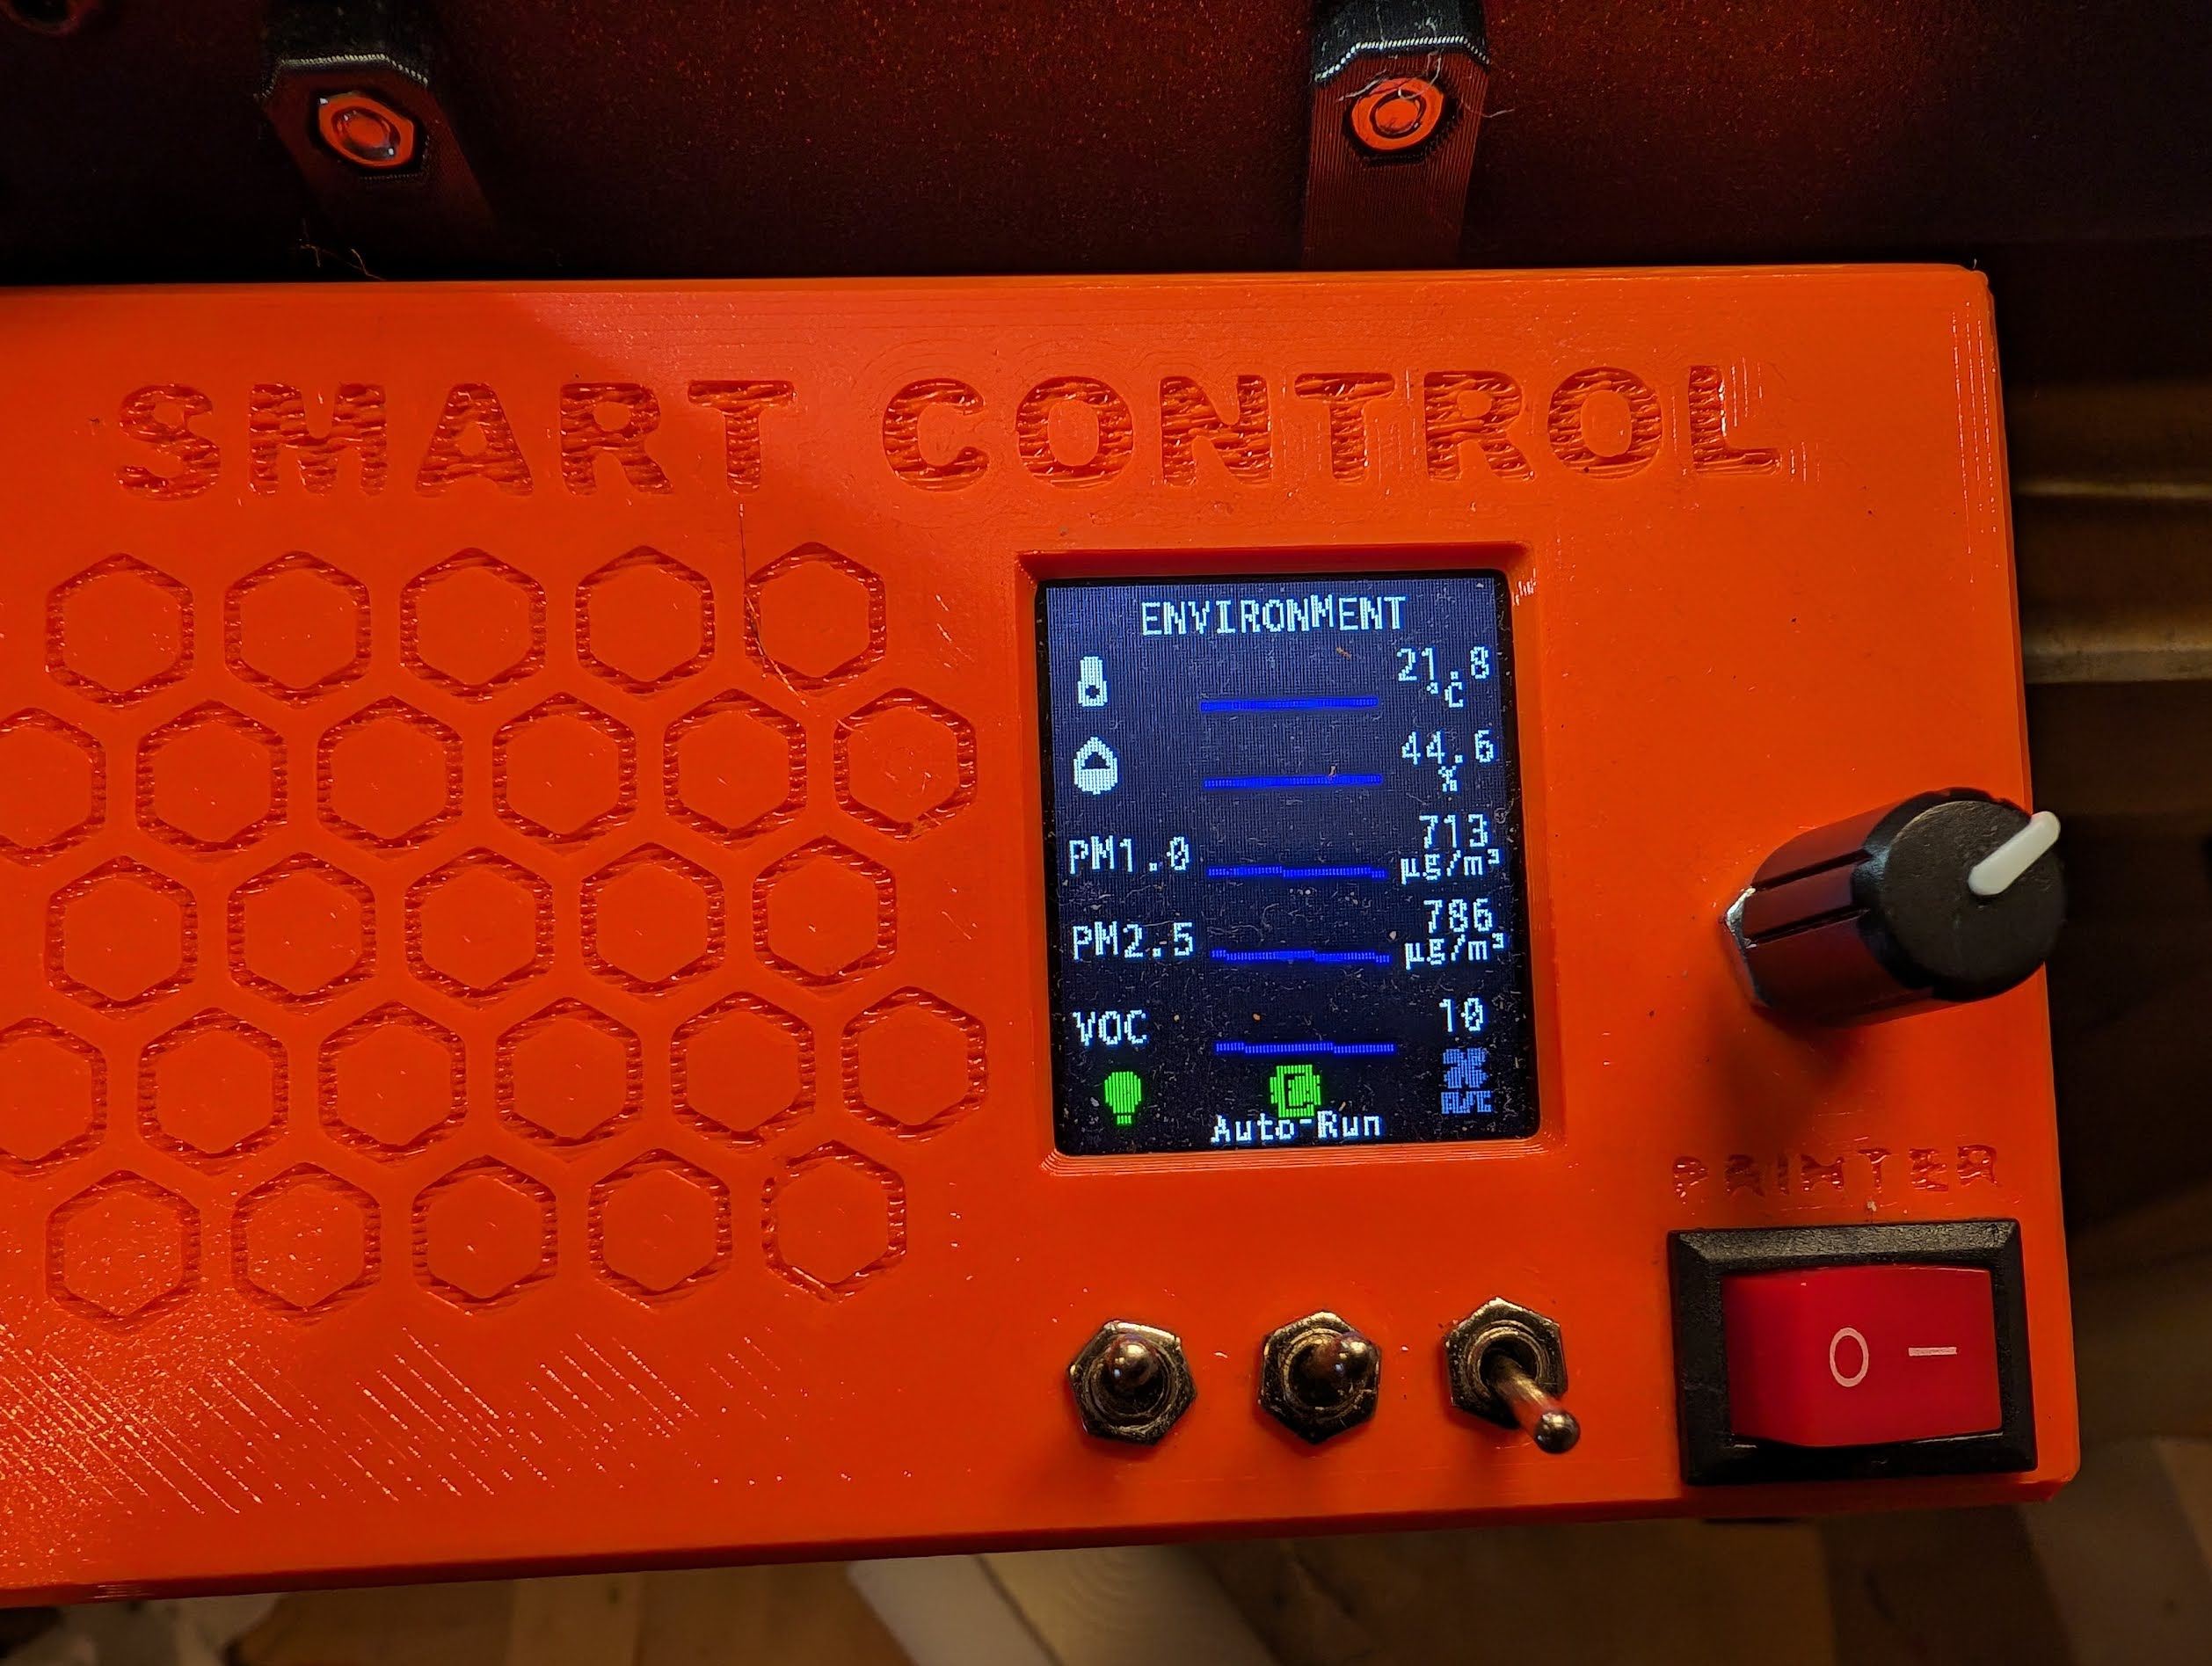 SMART CONTROL
ENVIRONMENT
21.8
°C
44.6
%
PM1.0
713
µg/m³
PM2.5
786
µg/m³
VOC
10
A/C
Auto-Run
PRINTER
O —